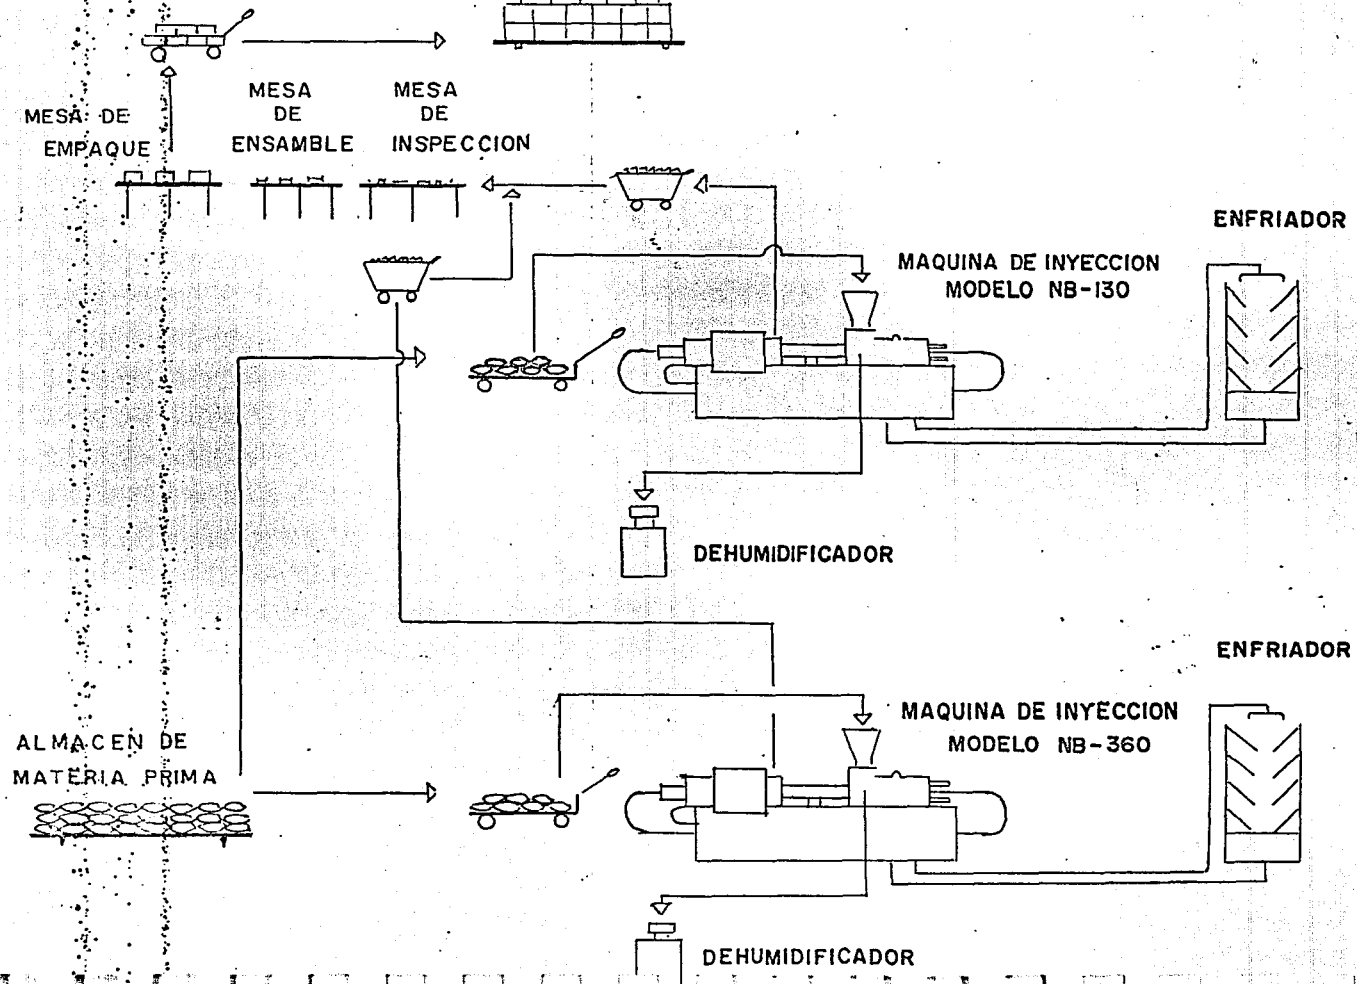 MESA DE
EMPAQUE
MESA
DE
ENSAMBLE
MESA
DE
INSPECCION
ENFRIADOR
MAQUINA DE INYECCION
MODELO NB-130
DEHUMIDIFICADOR
ENFRIADOR
MAQUINA DE INYECCION
MODELO NB-360
ALMACEN DE
MATERIA PRIMA
DEHUMIDIFICADOR